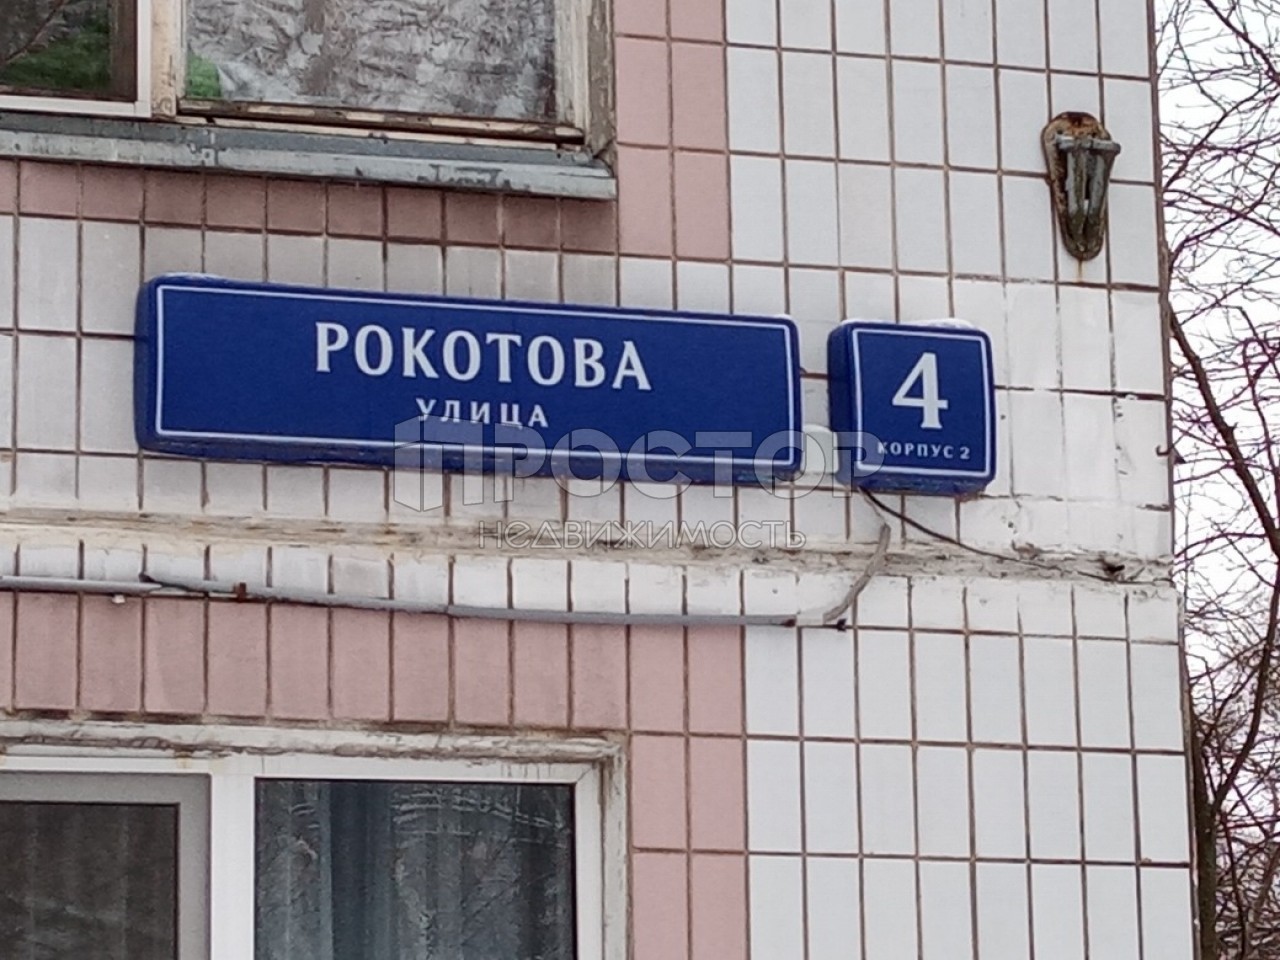 РОКОТОВА
УЛИЦА
4
КОРПУС 2
ПРОСТОР
НЕДВИЖИМОСТЬ